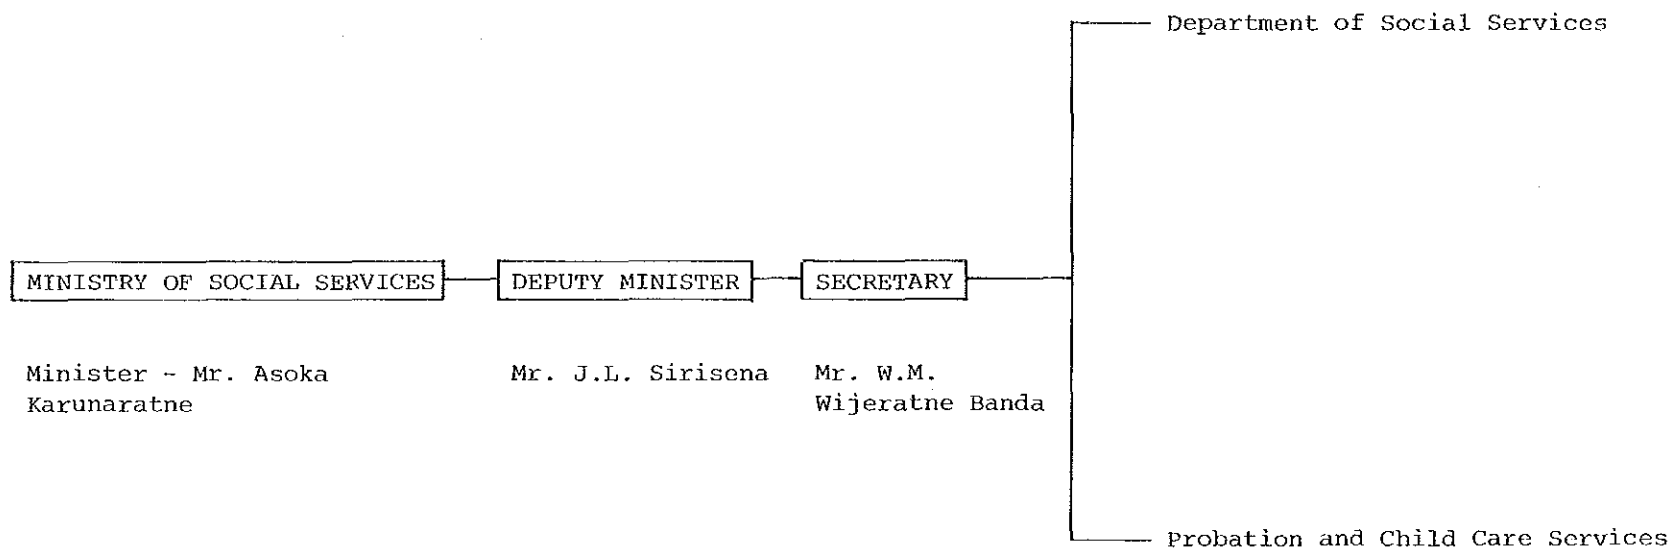 Department of Social Services
MINISTRY OF SOCIAL SERVICES
DEPUTY MINISTER
SECRETARY
Minister - Mr. Asoka
Karunaratne
Mr. J.L. Sirisena
Mr. W.M.
Wijeratne Banda
Probation and Child Care Services